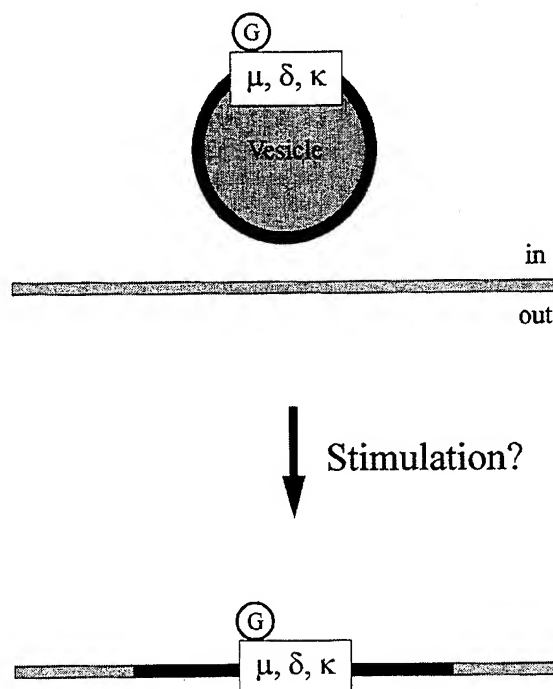 G
μ, δ, κ
Vesicle
in
out
Stimulation?
G
μ, δ, κ